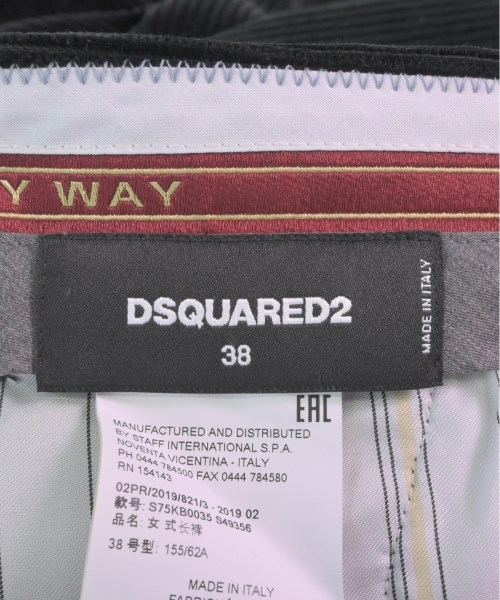 Y WAY
DSQUARED2
38
MADE IN ITALY
EAC
MANUFACTURED AND DISTRIBUTED
BY STAFF INTERNATIONAL S.P.A.
NOVENTA VICENTINA - ITALY
PH 0444 784500 FAX 0444 784580
RN 154143
02PR/2019/821/3 - 2019 02
款号: S75KB0035 S49356
品名: 女 式长裤
38 号型: 155/62A
MADE IN ITALY